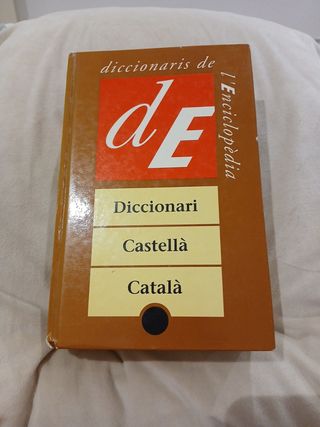 diccionaris de
l'Enciclopèdia
dE
Diccionari
Castellà
Català